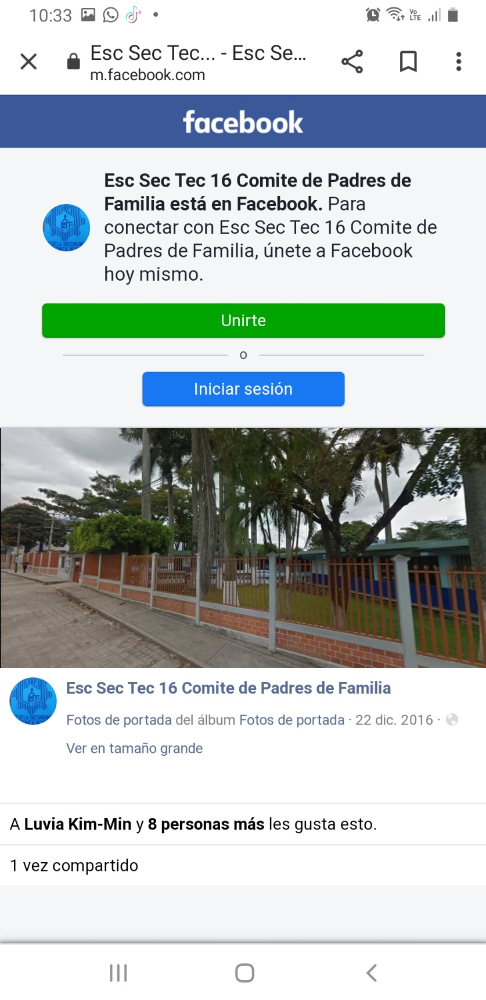 10:33
Vo
LTE
Esc Sec Tec... - Esc Se...
m.facebook.com
facebook
Esc Sec Tec 16 Comite de Padres de
Familia está en Facebook. Para
conectar con Esc Sec Tec 16 Comite de
Padres de Familia, únete a Facebook
hoy mismo.
Unirte
o
Iniciar sesión
Esc Sec Tec 16 Comite de Padres de Familia
Fotos de portada del álbum Fotos de portada · 22 dic. 2016 ·
Ver en tamaño grande
A Luvia Kim-Min y 8 personas más les gusta esto.
1 vez compartido